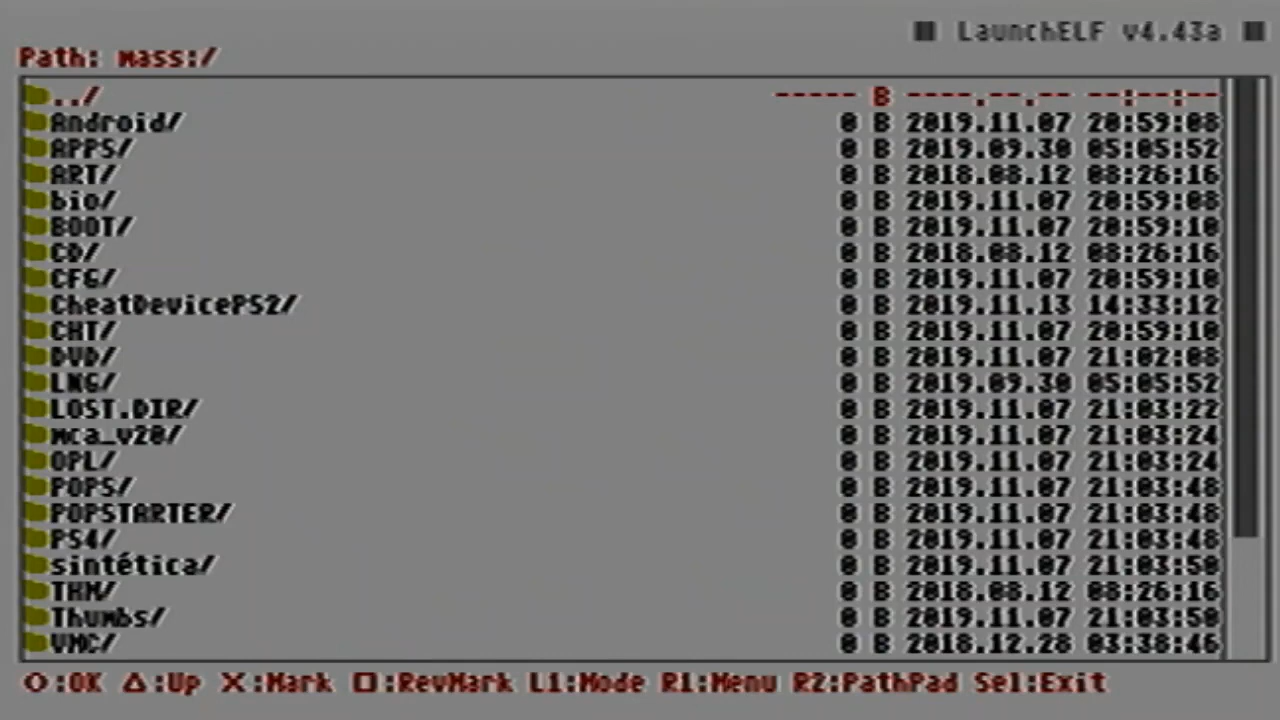 LaunchELF v4.43a
Path: mass:/
../ ----- B ----.--.-- --:--:--
Android/ 0 B 2019.11.07 20:59:08
APPS/ 0 B 2019.09.30 05:05:52
ART/ 0 B 2018.08.12 08:26:16
bio/ 0 B 2019.11.07 20:59:08
BOOT/ 0 B 2019.11.07 20:59:10
CD/ 0 B 2018.08.12 08:26:16
CFG/ 0 B 2019.11.07 20:59:10
CheatDevicePS2/ 0 B 2019.11.13 14:33:12
CHT/ 0 B 2019.11.07 20:59:10
DVD/ 0 B 2019.11.07 21:02:08
LNG/ 0 B 2019.09.30 05:05:52
LOST.DIR/ 0 B 2019.11.07 21:03:22
mca_v20/ 0 B 2019.11.07 21:03:24
OPL/ 0 B 2019.11.07 21:03:24
POPS/ 0 B 2019.11.07 21:03:48
POPSTARTER/ 0 B 2019.11.07 21:03:48
PS4/ 0 B 2019.11.07 21:03:48
sintética/ 0 B 2019.11.07 21:03:50
THM/ 0 B 2018.08.12 08:26:16
Thumbs/ 0 B 2019.11.07 21:03:50
VMC/ 0 B 2018.12.28 03:38:46
○:OK △:Up X:Mark □:RevMark L1:Mode R1:Menu R2:PathPad Sel:Exit